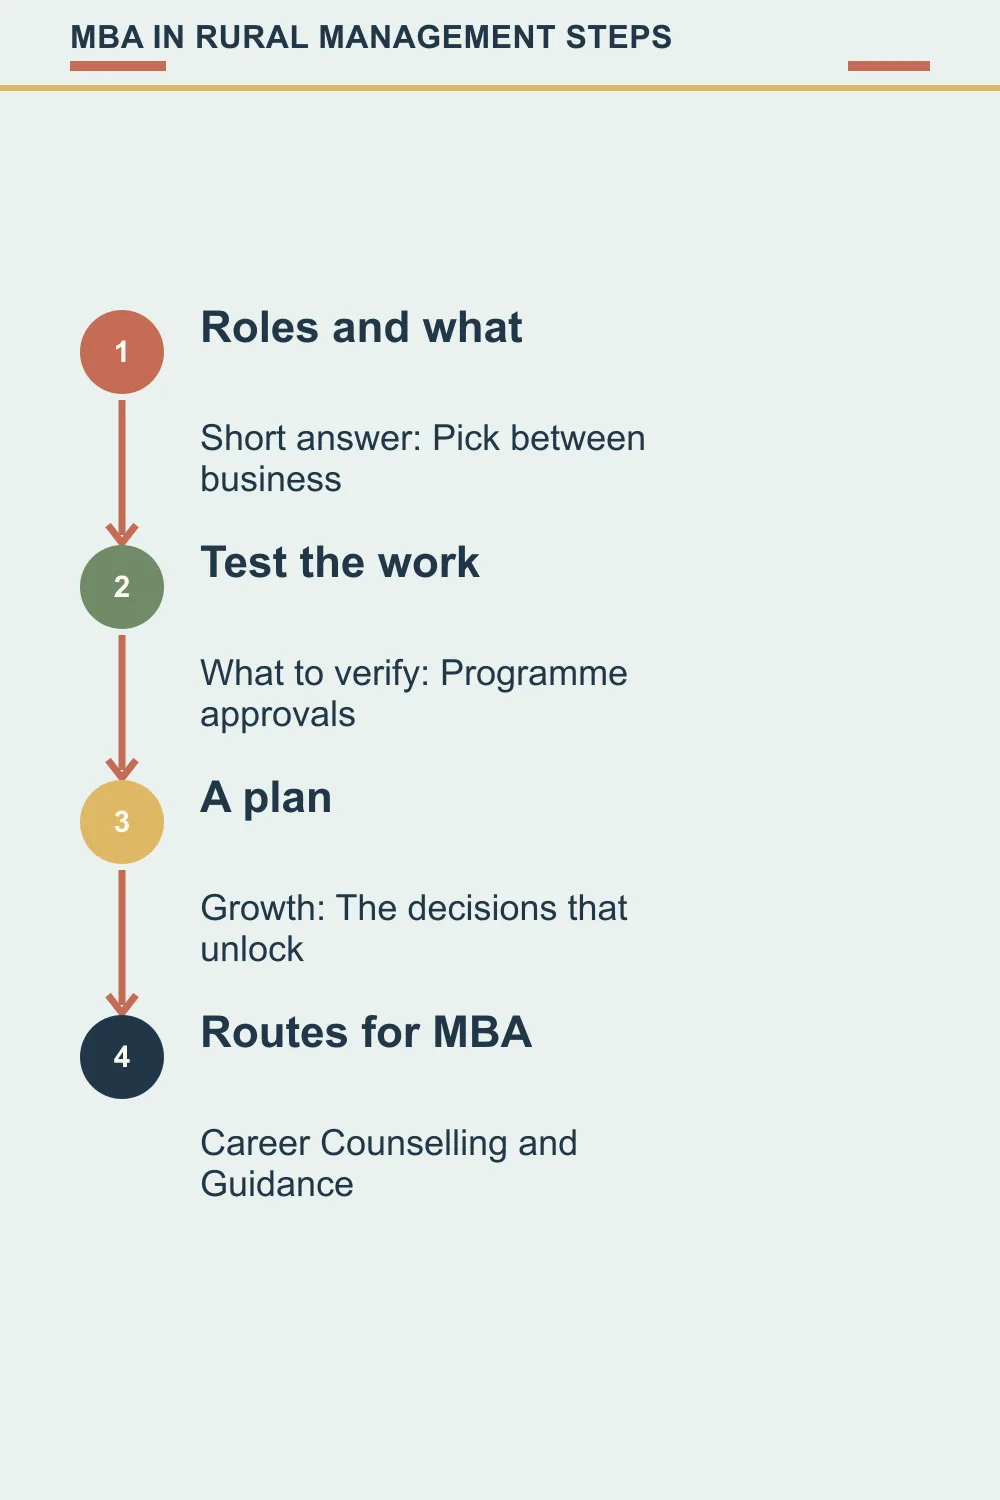 MBA IN RURAL MANAGEMENT STEPS
1
Roles and what
Short answer: Pick between
business
2
Test the work
What to verify: Programme
approvals
3
A plan
Growth: The decisions that
unlock
4
Routes for MBA
Career Counselling and
Guidance